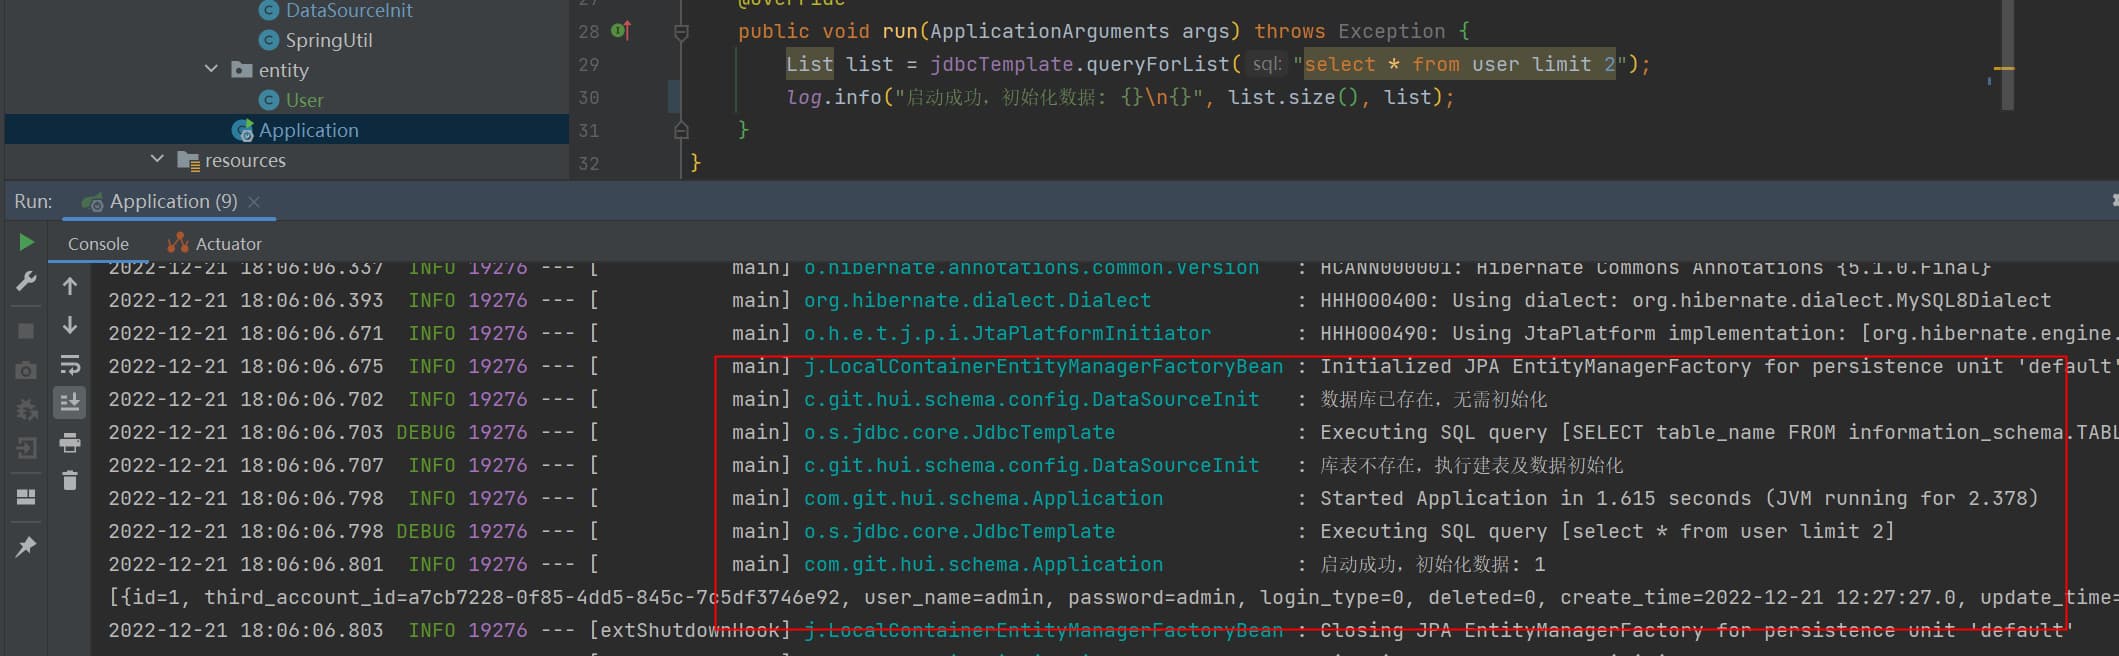 DataSourceInit
SpringUtil
entity
User
Application
resources
27 @Override
28 public void run(ApplicationArguments args) throws Exception {
29 List list = jdbcTemplate.queryForList( sql: "select * from user limit 2");
30 log.info("启动成功，初始化数据: {}\n{}", list.size(), list);
31 }
32 }
Run: Application (9)
Console Actuator
2022-12-21 18:06:06.337 INFO 19276 --- [ main] o.hibernate.annotations.common.Version : HCANN000001: Hibernate Commons Annotations {5.1.0.Final}
2022-12-21 18:06:06.393 INFO 19276 --- [ main] org.hibernate.dialect.Dialect : HHH000400: Using dialect: org.hibernate.dialect.MySQL8Dialect
2022-12-21 18:06:06.671 INFO 19276 --- [ main] o.h.e.t.j.p.i.JtaPlatformInitiator : HHH000490: Using JtaPlatform implementation: [org.hibernate.engine.
2022-12-21 18:06:06.675 INFO 19276 --- [ main] j.LocalContainerEntityManagerFactoryBean : Initialized JPA EntityManagerFactory for persistence unit 'default'
2022-12-21 18:06:06.702 INFO 19276 --- [ main] c.git.hui.schema.config.DataSourceInit : 数据库已存在，无需初始化
2022-12-21 18:06:06.703 DEBUG 19276 --- [ main] o.s.jdbc.core.JdbcTemplate : Executing SQL query [SELECT table_name FROM information_schema.TABL
2022-12-21 18:06:06.707 INFO 19276 --- [ main] c.git.hui.schema.config.DataSourceInit : 库表不存在，执行建表及数据初始化
2022-12-21 18:06:06.798 INFO 19276 --- [ main] com.git.hui.schema.Application : Started Application in 1.615 seconds (JVM running for 2.378)
2022-12-21 18:06:06.798 DEBUG 19276 --- [ main] o.s.jdbc.core.JdbcTemplate : Executing SQL query [select * from user limit 2]
2022-12-21 18:06:06.801 INFO 19276 --- [ main] com.git.hui.schema.Application : 启动成功，初始化数据: 1
[{id=1, third_account_id=a7cb7228-0f85-4dd5-845c-7c5df3746e92, user_name=admin, password=admin, login_type=0, deleted=0, create_time=2022-12-21 12:27:27.0, update_time=
2022-12-21 18:06:06.803 INFO 19276 --- [extShutdownHook] j.LocalContainerEntityManagerFactoryBean : Closing JPA EntityManagerFactory for persistence unit 'default'